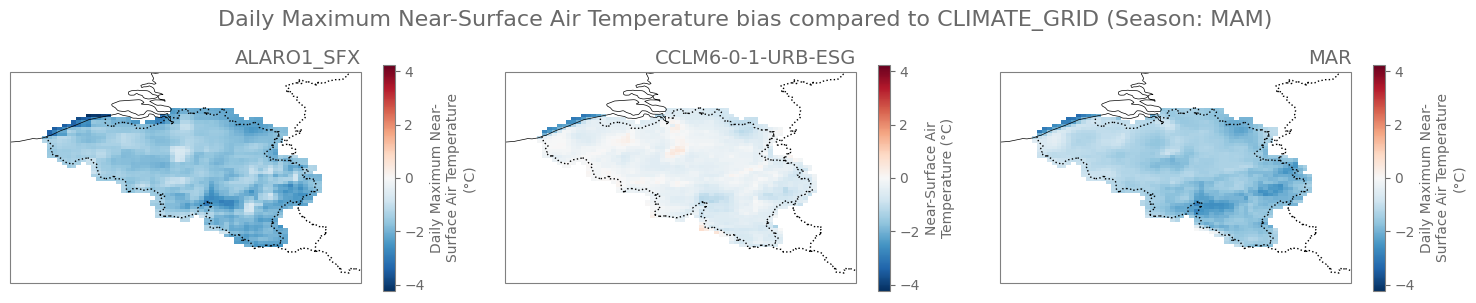 Daily Maximum Near-Surface Air Temperature bias compared to CLIMATE_GRID (Season: MAM)
ALARO1_SFX
4
2
0
−2
−4
Daily Maximum Near-
Surface Air Temperature
(°C)
CCLM6-0-1-URB-ESG
4
2
0
−2
−4
Near-Surface Air
Temperature (°C)
MAR
4
2
0
−2
−4
Daily Maximum Near-
Surface Air Temperature
(°C)